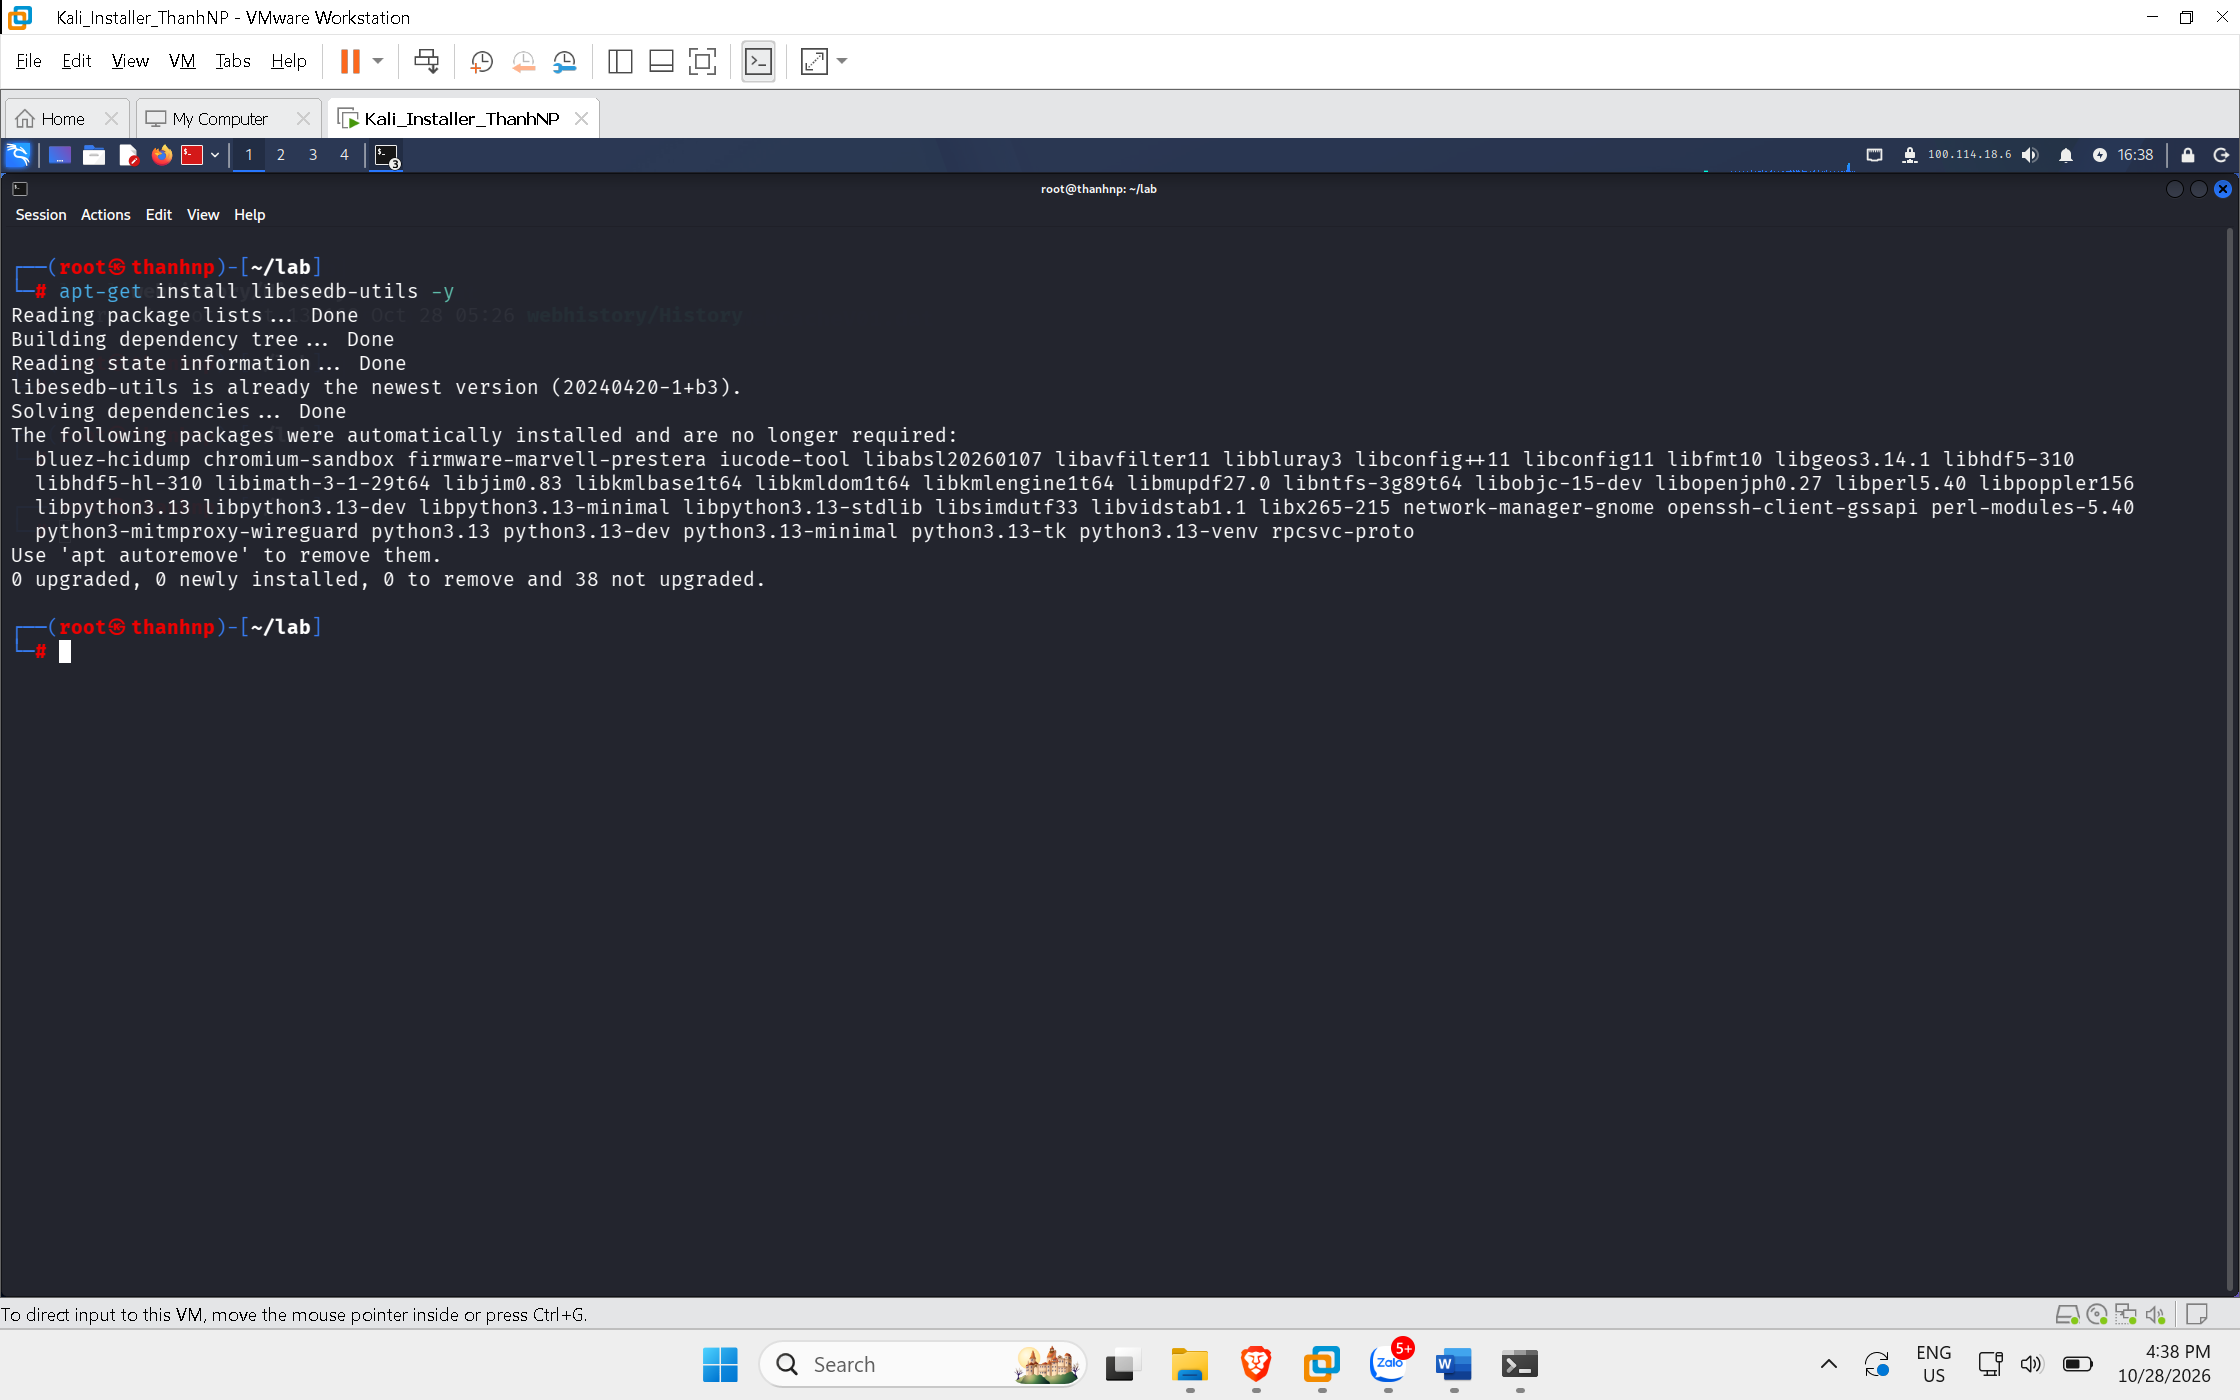 Kali_Installer_ThanhNP - VMware Workstation
File Edit View VM Tabs Help
Home My Computer Kali_Installer_ThanhNP
1 2 3 4 3 100.114.18.6 16:38
root@thanhnp: ~/lab
Session Actions Edit View Help
┌──(root㉿thanhnp)-[~/lab]
└─# apt-get install libesedb-utils -y
Reading package lists... Done
Oct 28 05:26 webhistory/History
Building dependency tree... Done
Reading state information... Done
libesedb-utils is already the newest version (20240420-1+b3).
Solving dependencies... Done
The following packages were automatically installed and are no longer required:
bluez-hcidump chromium-sandbox firmware-marvell-prestera iucode-tool libabsl20260107 libavfilter11 libbluray3 libconfig++11 libconfig11 libfmt10 libgeos3.14.1 libhdf5-310
libhdf5-hl-310 libimath-3-1-29t64 libjim0.83 libkmlbase1t64 libkmldom1t64 libkmlengine1t64 libmupdf27.0 libntfs-3g89t64 libobjc-15-dev libopenjph0.27 libperl5.40 libpoppler156
libpython3.13 libpython3.13-dev libpython3.13-minimal libpython3.13-stdlib libsimdutf33 libvidstab1.1 libx265-215 network-manager-gnome openssh-client-gssapi perl-modules-5.40
python3-mitmproxy-wireguard python3.13 python3.13-dev python3.13-minimal python3.13-tk python3.13-venv rpcsvc-proto
Use 'apt autoremove' to remove them.
0 upgraded, 0 newly installed, 0 to remove and 38 not upgraded.
┌──(root㉿thanhnp)-[~/lab]
└─#
To direct input to this VM, move the mouse pointer inside or press Ctrl+G.
Search Zalo 5+ W ENG 4:38 PM
US 10/28/2026